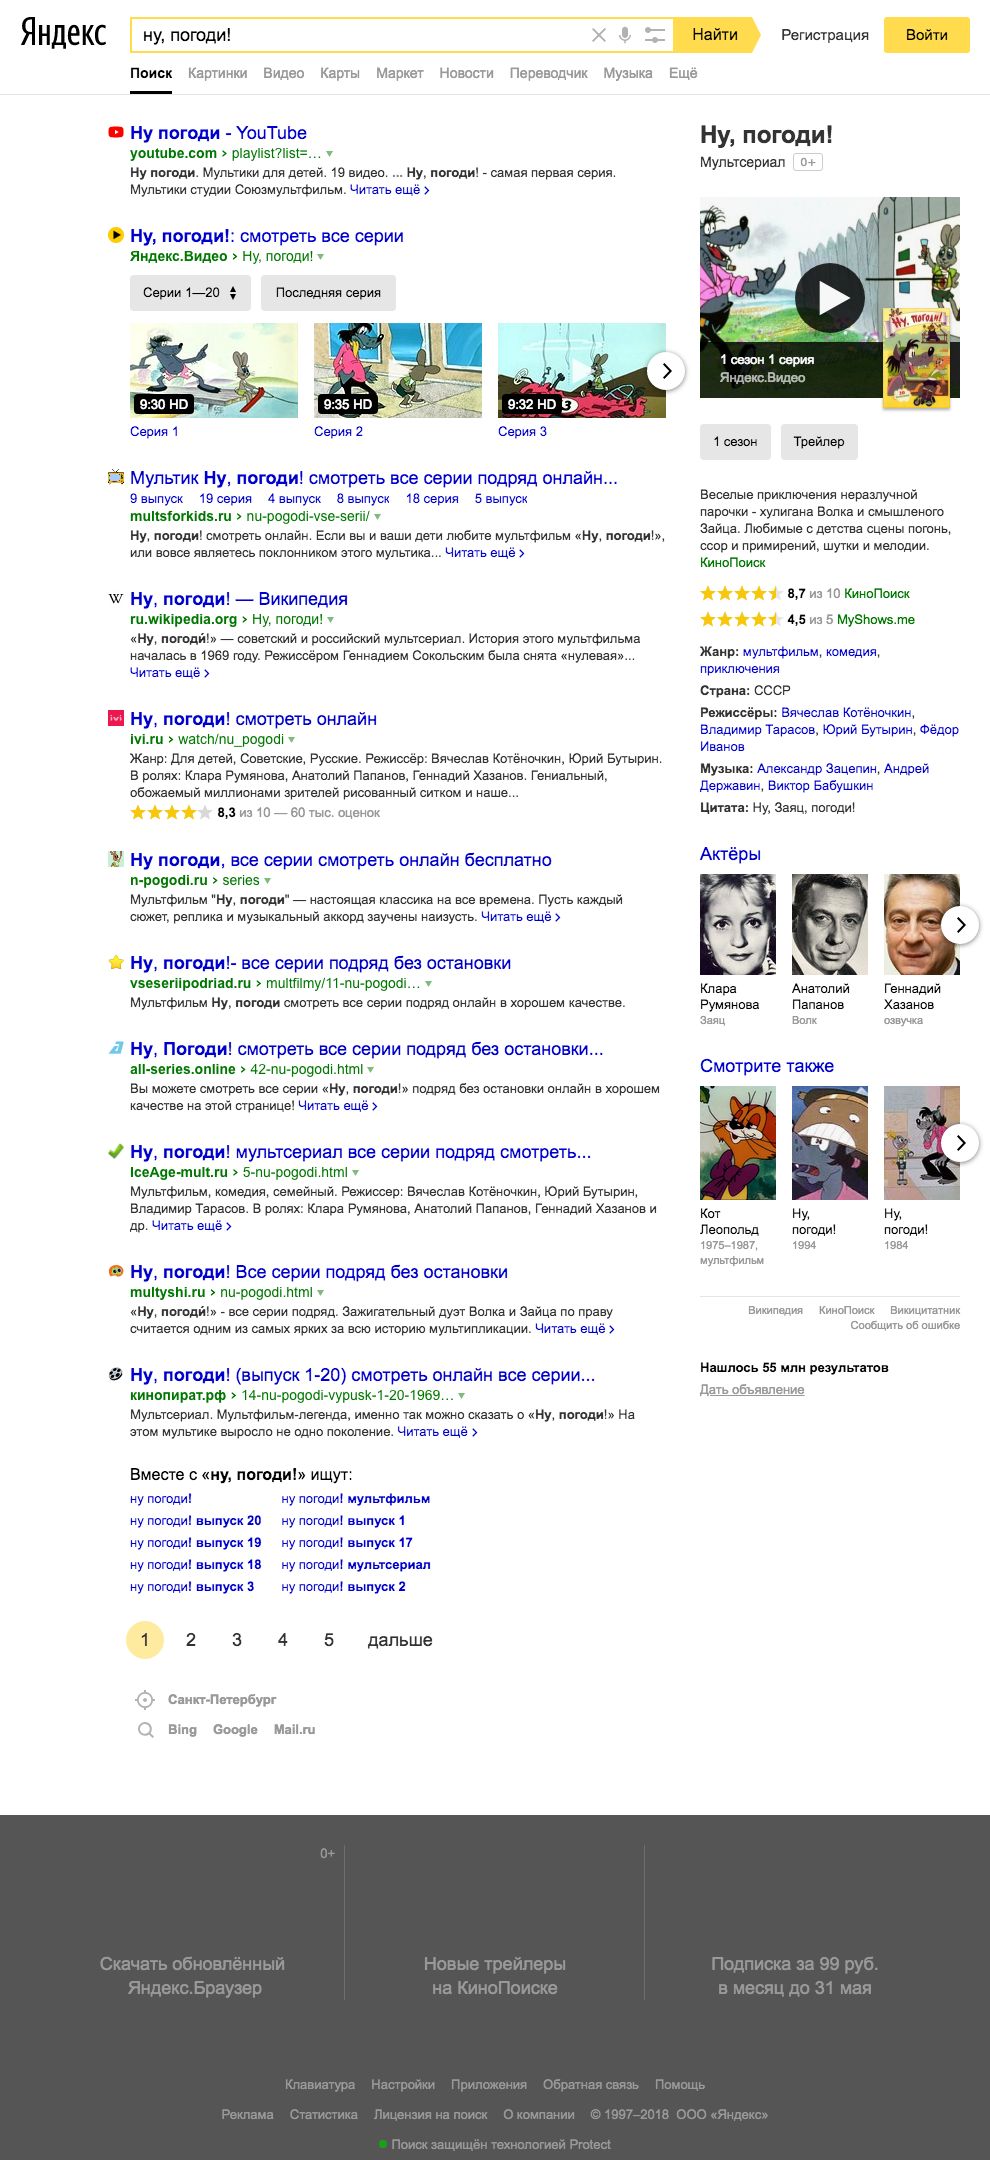 Яндекс
ну, погоди!
Найти
Регистрация
Войти
Поиск Картинки Видео Карты Маркет Новости Переводчик Музыка Ещё
Ну погоди - YouTube
youtube.com › playlist?list=…
Ну погоди. Мультики для детей. 19 видео. ... Ну, погоди! - самая первая серия.
Мультики студии Союзмультфильм. Читать ещё ›
Ну, погоди!: смотреть все серии
Яндекс.Видео › Ну, погоди!
Серии 1—20
Последняя серия
9:30 HD
9:35 HD
9:32 HD
Серия 1
Серия 2
Серия 3
Мультик Ну, погоди! смотреть все серии подряд онлайн...
9 выпуск 19 серия 4 выпуск 8 выпуск 18 серия 5 выпуск
multsforkids.ru › nu-pogodi-vse-serii/
Ну, погоди! смотреть онлайн. Если вы и ваши дети любите мультфильм «Ну, погоди!»,
или вовсе являетесь поклонником этого мультика... Читать ещё ›
W
Ну, погоди! — Википедия
ru.wikipedia.org › Ну, погоди!
«Ну, погоди́!» — советский и российский мультсериал. История этого мультфильма
началась в 1969 году. Режиссёром Геннадием Сокольским была снята «нулевая»...
Читать ещё ›
ivi
Ну, погоди! смотреть онлайн
ivi.ru › watch/nu_pogodi
Жанр: Для детей, Советские, Русские. Режиссёр: Вячеслав Котёночкин, Юрий Бутырин.
В ролях: Клара Румянова, Анатолий Папанов, Геннадий Хазанов. Гениальный,
обожаемый миллионами зрителей рисованный ситком и наше...
8,3 из 10 — 60 тыс. оценок
Ну погоди, все серии смотреть онлайн бесплатно
n-pogodi.ru › series
Мультфильм "Ну, погоди" — настоящая классика на все времена. Пусть каждый
сюжет, реплика и музыкальный аккорд заучены наизусть. Читать ещё ›
Ну, погоди!- все серии подряд без остановки
vseseriipodriad.ru › multfilmy/11-nu-pogodi…
Мультфильм Ну, погоди смотреть все серии подряд онлайн в хорошем качестве.
Ну, Погоди! смотреть все серии подряд без остановки...
all-series.online › 42-nu-pogodi.html
Вы можете смотреть все серии «Ну, погоди!» подряд без остановки онлайн в хорошем
качестве на этой странице! Читать ещё ›
Ну, погоди! мультсериал все серии подряд смотреть...
IceAge-mult.ru › 5-nu-pogodi.html
Мультфильм, комедия, семейный. Режиссер: Вячеслав Котёночкин, Юрий Бутырин,
Владимир Тарасов. В ролях: Клара Румянова, Анатолий Папанов, Геннадий Хазанов и
др. Читать ещё ›
Ну, погоди! Все серии подряд без остановки
multyshi.ru › nu-pogodi.html
«Ну, погоди́!» - все серии подряд. Зажигательный дуэт Волка и Зайца по праву
считается одним из самых ярких за всю историю мультипликации. Читать ещё ›
Ну, погоди! (выпуск 1-20) смотреть онлайн все серии...
кинопират.рф › 14-nu-pogodi-vypusk-1-20-1969…
Мультсериал. Мультфильм-легенда, именно так можно сказать о «Ну, погоди!» На
этом мультике выросло не одно поколение. Читать ещё ›
Вместе с «ну, погоди!» ищут:
ну погоди! ну погоди! мультфильм
ну погоди! выпуск 20 ну погоди! выпуск 1
ну погоди! выпуск 19 ну погоди! выпуск 17
ну погоди! выпуск 18 ну погоди! мультсериал
ну погоди! выпуск 3 ну погоди! выпуск 2
1 2 3 4 5 дальше
Санкт-Петербург
Bing Google Mail.ru
Ну, погоди!
Мультсериал 0+
НУ, ПОГОДИ!
1 сезон 1 серия
Яндекс.Видео
1 сезон
Трейлер
Веселые приключения неразлучной
парочки - хулигана Волка и смышленого
Зайца. Любимые с детства сцены погонь,
ссор и примирений, шутки и мелодии.
КиноПоиск
8,7 из 10 КиноПоиск
4,5 из 5 MyShows.me
Жанр: мультфильм, комедия,
приключения
Страна: СССР
Режиссёры: Вячеслав Котёночкин,
Владимир Тарасов, Юрий Бутырин, Фёдор
Иванов
Музыка: Александр Зацепин, Андрей
Державин, Виктор Бабушкин
Цитата: Ну, Заяц, погоди!
Актёры
Клара
Румянова
Заяц
Анатолий
Папанов
Волк
Геннадий
Хазанов
озвучка
Смотрите также
Кот
Леопольд
1975–1987,
мультфильм
Ну,
погоди!
1994
Ну,
погоди!
1984
Википедия КиноПоиск Викицитатник
Сообщить об ошибке
Нашлось 55 млн результатов
Дать объявление
0+
Скачать обновлённый
Яндекс.Браузер
Новые трейлеры
на КиноПоиске
Подписка за 99 руб.
в месяц до 31 мая
Клавиатура Настройки Приложения Обратная связь Помощь
Реклама Статистика Лицензия на поиск О компании © 1997–2018 ООО «Яндекс»
Поиск защищён технологией Protect